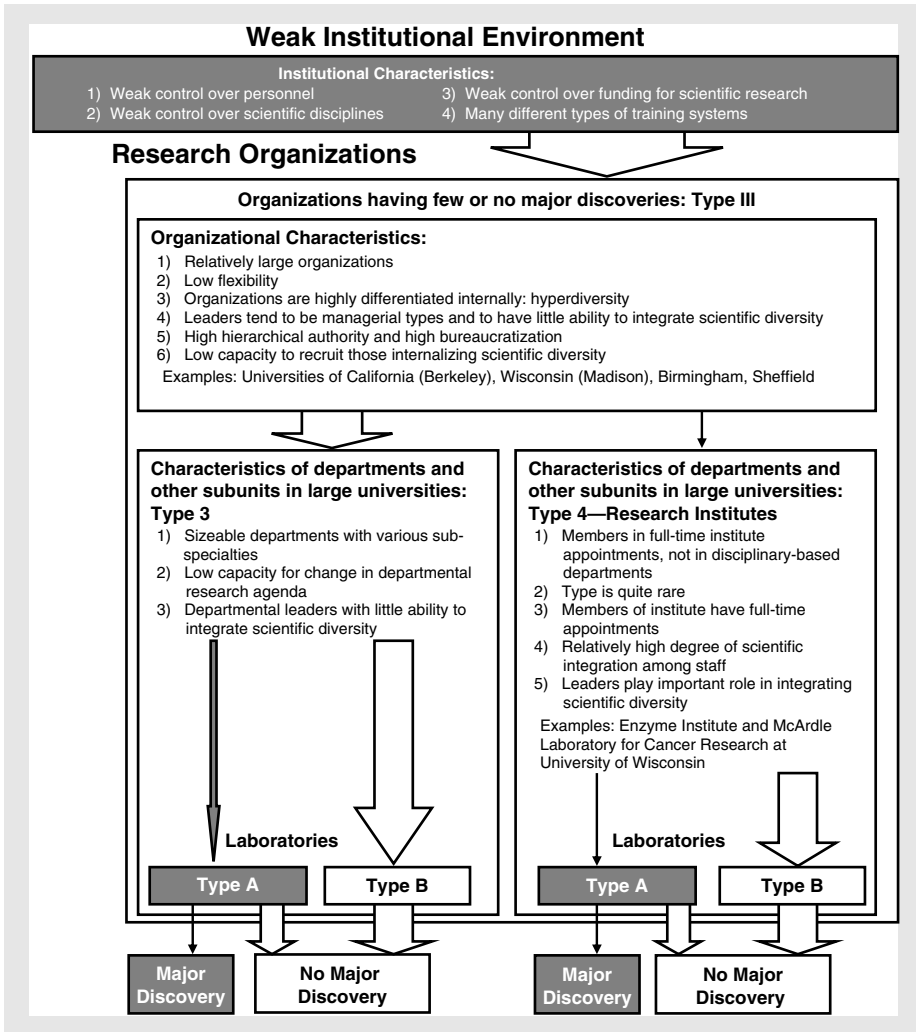 Weak Institutional Environment
Institutional Characteristics:
1) Weak control over personnel
2) Weak control over scientific disciplines
3) Weak control over funding for scientific research
4) Many different types of training systems
Research Organizations
Organizations having few or no major discoveries: Type III
Organizational Characteristics:
1) Relatively large organizations
2) Low flexibility
3) Organizations are highly differentiated internally: hyperdiversity
4) Leaders tend to be managerial types and to have little ability to integrate scientific diversity
5) High hierarchical authority and high bureaucratization
6) Low capacity to recruit those internalizing scientific diversity
Examples: Universities of California (Berkeley), Wisconsin (Madison), Birmingham, Sheffield
Characteristics of departments and
other subunits in large universities:
Type 3
1) Sizeable departments with various sub-
specialties
2) Low capacity for change in departmental
research agenda
3) Departmental leaders with little ability to
integrate scientific diversity
Laboratories
Type A
Type B
Major
Discovery
No Major
Discovery
Characteristics of departments and
other subunits in large universities:
Type 4—Research Institutes
1) Members in full-time institute
appointments, not in disciplinary-based
departments
2) Type is quite rare
3) Members of institute have full-time
appointments
4) Relatively high degree of scientific
integration among staff
5) Leaders play important role in integrating
scientific diversity
Examples: Enzyme Institute and McArdle
Laboratory for Cancer Research at
University of Wisconsin
Laboratories
Type A
Type B
Major
Discovery
No Major
Discovery